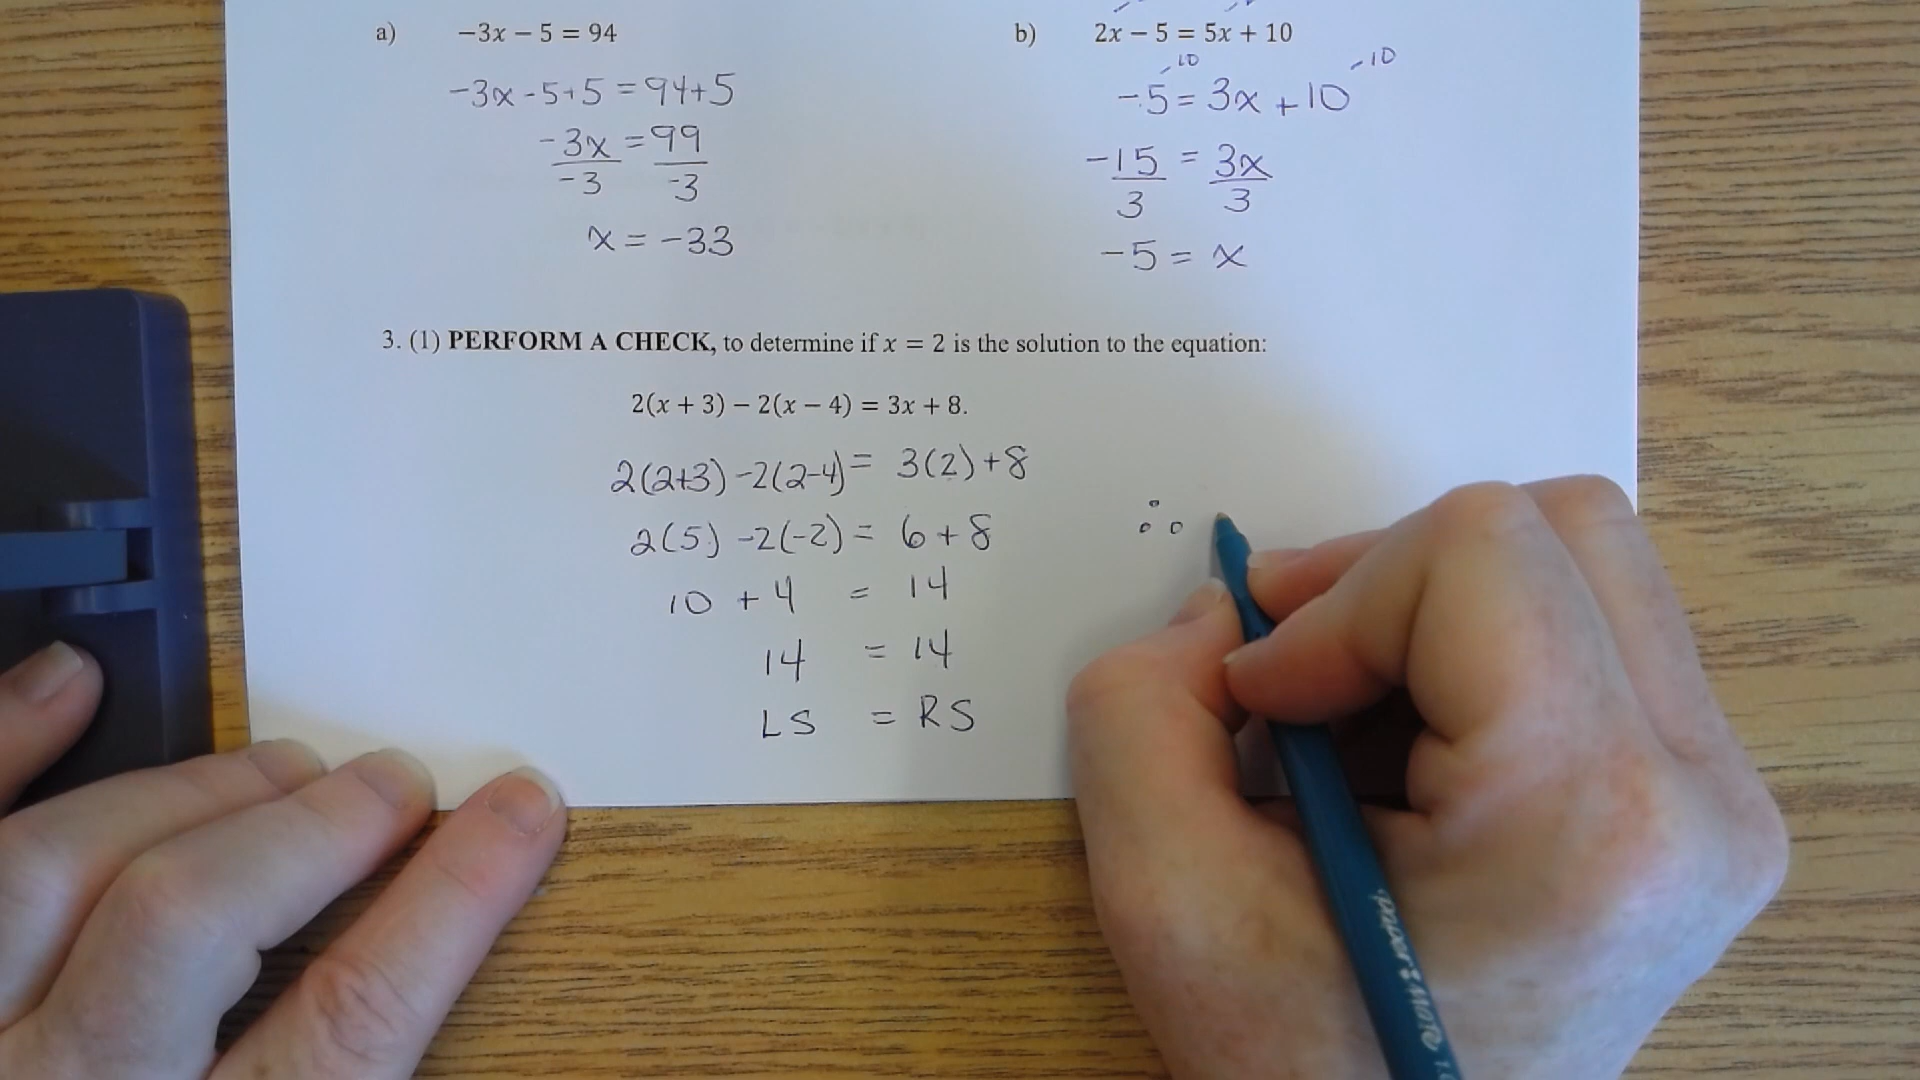 a) −3x − 5 = 94
-3x - 5 + 5 = 94 + 5
-3x = 99
-3 -3
x = -33
b) 2x − 5 = 5x + 10
-10 -10
-5 = 3x + 10
-15 = 3x
3 3
-5 = x
3. (1) PERFORM A CHECK, to determine if x = 2 is the solution to the equation:
2(x + 3) − 2(x − 4) = 3x + 8.
2(2+3) -2(2-4) = 3(2) + 8
2(5) -2(-2) = 6 + 8
10 + 4 = 14
14 = 14
LS = RS
∴